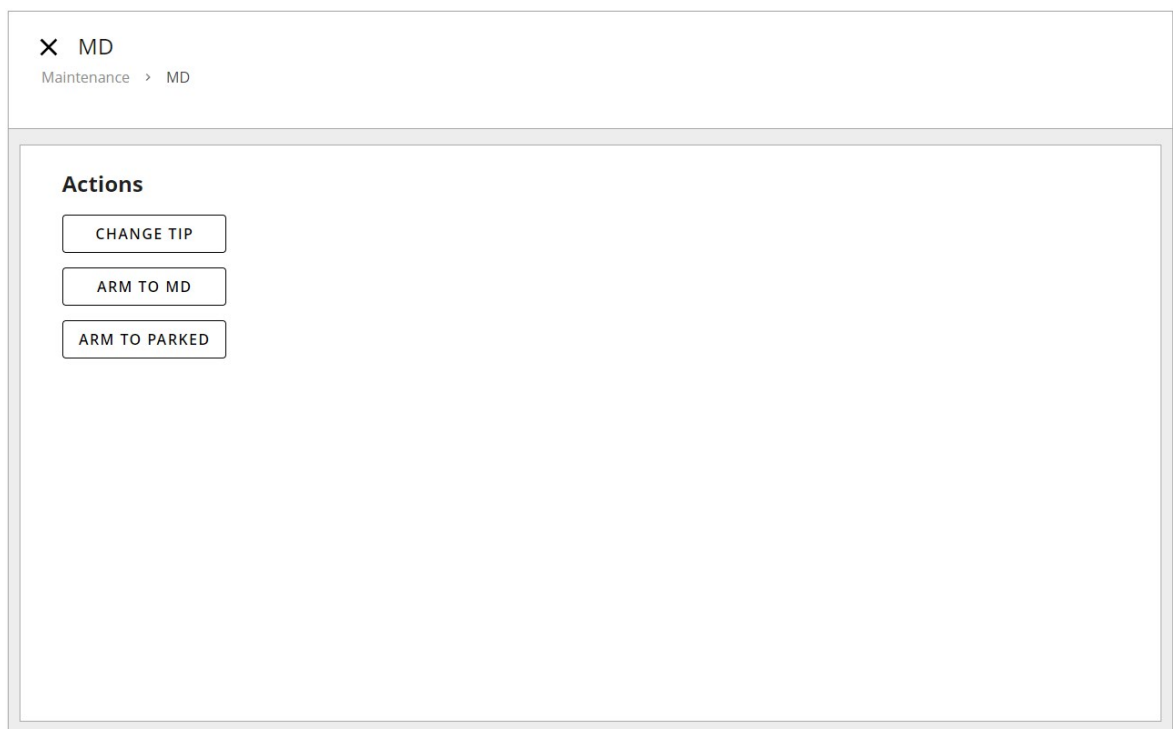 MD
Maintenance > MD
Actions
CHANGE TIP
ARM TO MD
ARM TO PARKED